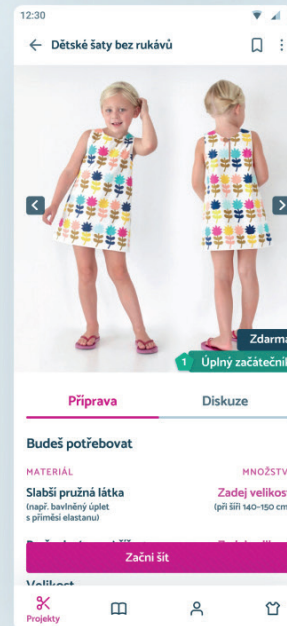 12:30
Dětské šaty bez rukávů
Zdarma
1 Úplný začátečník
Příprava Diskuze
Budeš potřebovat
MATERIÁL MNOŽSTV
Slabší pružná látka Zadej velikost
(např. bavlněný úplet (při šíři 140–150 cm
s příměsí elastanu)
Začni šít
Velikost
Projekty